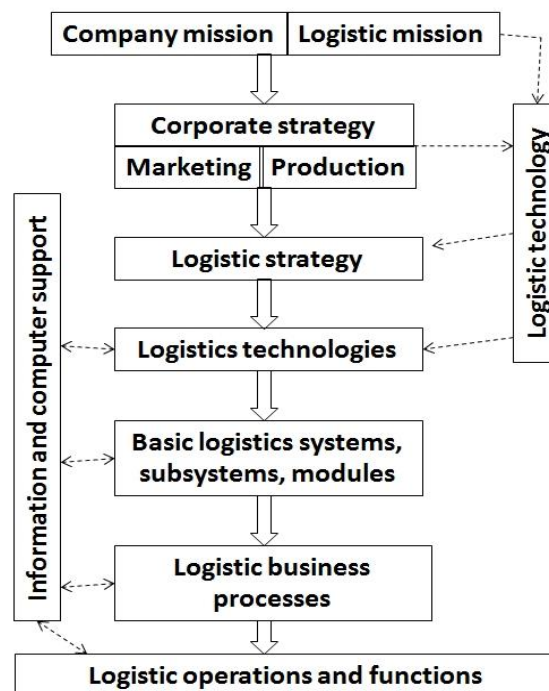 Company mission
Logistic mission
Corporate strategy
Marketing
Production
Logistic technology
Logistic strategy
Information and computer support
Logistics technologies
Basic logistics systems,
subsystems, modules
Logistic business
processes
Logistic operations and functions